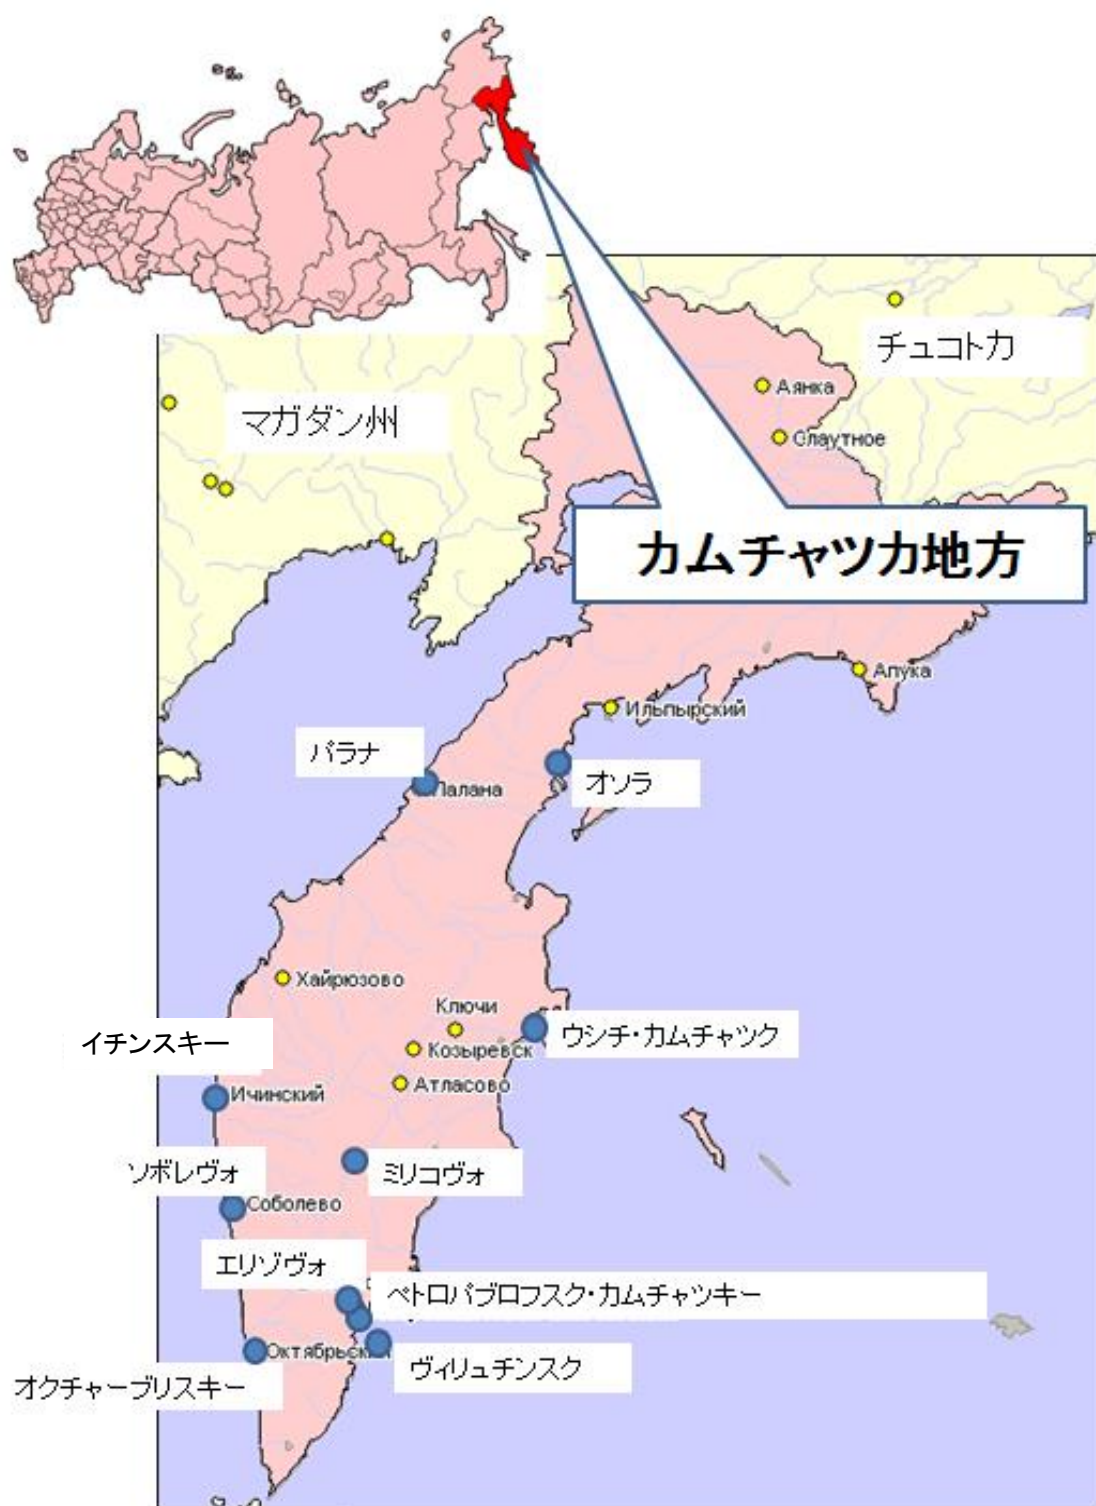 チュコトカ
Аянка
マガダン州
Слаутное
カムチャツカ地方
Апука
Ильпырский
パラナ
オソラ
Палана
Хайрюзово
Ключи
ウシチ・カムチャツク
イチンスキー
Козыревск
Атласово
Ичинский
ソボレヴォ
ミリコヴォ
Соболево
エリゾヴォ
ペトロパブロフスク・カムチャツキー
Октябрьский
ヴィリュチンスク
オクチャーブリスキー